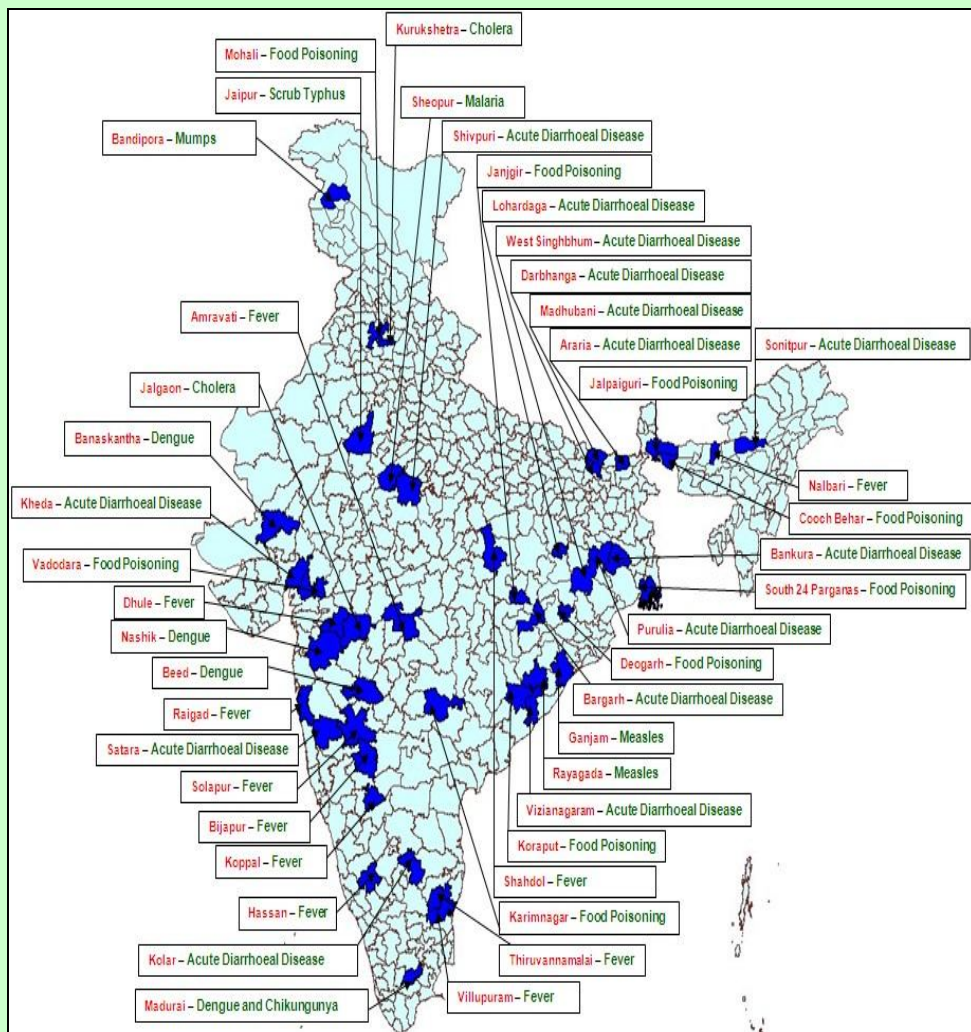 Kurukshetra – Cholera
Mohali – Food Poisoning
Jaipur – Scrub Typhus
Sheopur – Malaria
Bandipora – Mumps
Shivpuri – Acute Diarrhoeal Disease
Janjgir – Food Poisoning
Lohardaga – Acute Diarrhoeal Disease
West Singhbhum – Acute Diarrhoeal Disease
Darbhanga – Acute Diarrhoeal Disease
Madhubani – Acute Diarrhoeal Disease
Araria – Acute Diarrhoeal Disease
Jalpaiguri – Food Poisoning
Sonitpur – Acute Diarrhoeal Disease
Amravati – Fever
Jalgaon – Cholera
Banaskantha – Dengue
Kheda – Acute Diarrhoeal Disease
Vadodara – Food Poisoning
Dhule – Fever
Nashik – Dengue
Beed – Dengue
Raigad – Fever
Satara – Acute Diarrhoeal Disease
Solapur – Fever
Bijapur – Fever
Koppal – Fever
Hassan – Fever
Kolar – Acute Diarrhoeal Disease
Madurai – Dengue and Chikungunya
Nalbari – Fever
Cooch Behar – Food Poisoning
Bankura – Acute Diarrhoeal Disease
South 24 Parganas – Food Poisoning
Purulia – Acute Diarrhoeal Disease
Deogarh – Food Poisoning
Bargarh – Acute Diarrhoeal Disease
Ganjam – Measles
Rayagada – Measles
Vizianagaram – Acute Diarrhoeal Disease
Koraput – Food Poisoning
Shahdol – Fever
Karimnagar – Food Poisoning
Thiruvannamalai – Fever
Villupuram – Fever